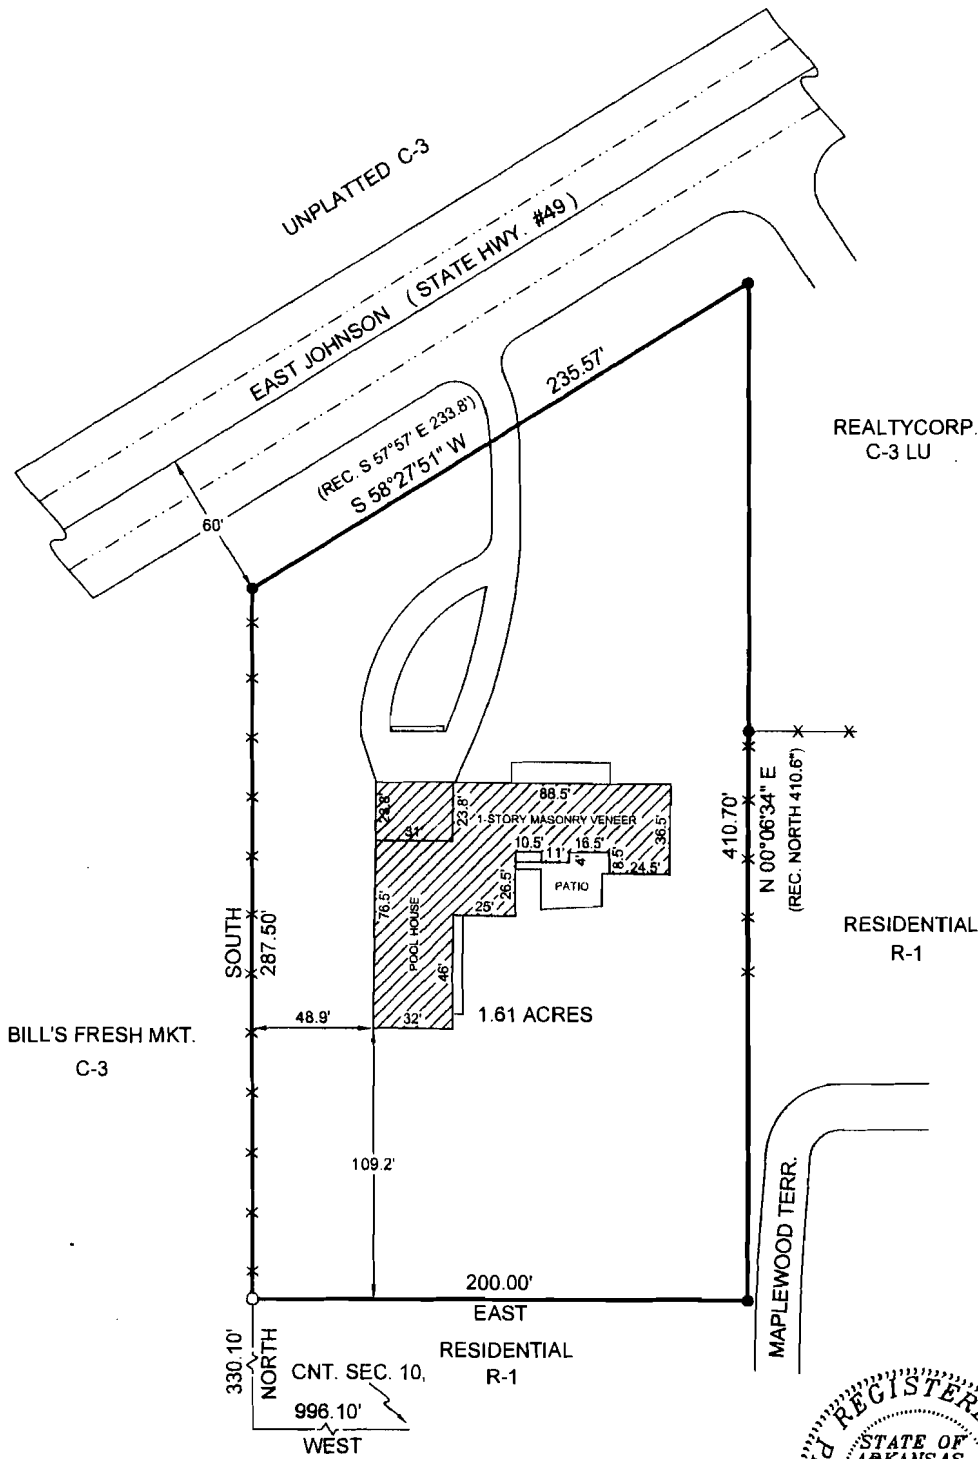 UNPLATTED C-3
EAST JOHNSON (STATE HWY. #49)
235.57'
(REC. S 57°57' E 233.8')
S 58°27'51" W
60'
REALTYCORP.
C-3 LU
410.70'
N 00°06'34" E
(REC. NORTH 410.6")
88.5'
23.8'
1-STORY MASONRY VENEER
36.5'
31'
10.5'
16.5'
11'
4'
8.5'
24.5'
PATIO
26.5'
25'
76.5'
POOL HOUSE
46'
32'
SOUTH
287.50'
48.9'
1.61 ACRES
RESIDENTIAL
R-1
BILL'S FRESH MKT.
C-3
109.2'
MAPLEWOOD TERR.
200.00'
EAST
RESIDENTIAL
R-1
330.10'
NORTH
CNT. SEC. 10,
996.10'
WEST
REGISTERE
STATE OF
ARKANSAS